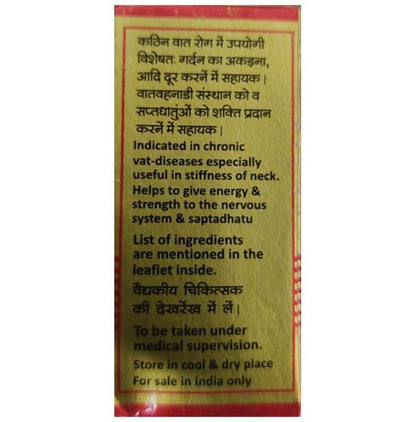 कठिन वात रोग में उपयोगी
विशेषतः गर्दन का अकड़ना,
आदि दूर करनें में सहायक।
वातवहनाडी संस्थान को व
सप्तधातुंओं को शक्ति प्रदान
करनें में सहायक।
Indicated in chronic
vat-diseases especially
useful in stiffness of neck.
Helps to give energy &
strength to the nervous
system & saptadhatu
List of ingredients
are mentioned in the
leaflet inside.
वैद्यकीय चिकित्सक
की देखरेंख में लें।
To be taken under
medical supervision.
Store in cool & dry place
For sale in India only